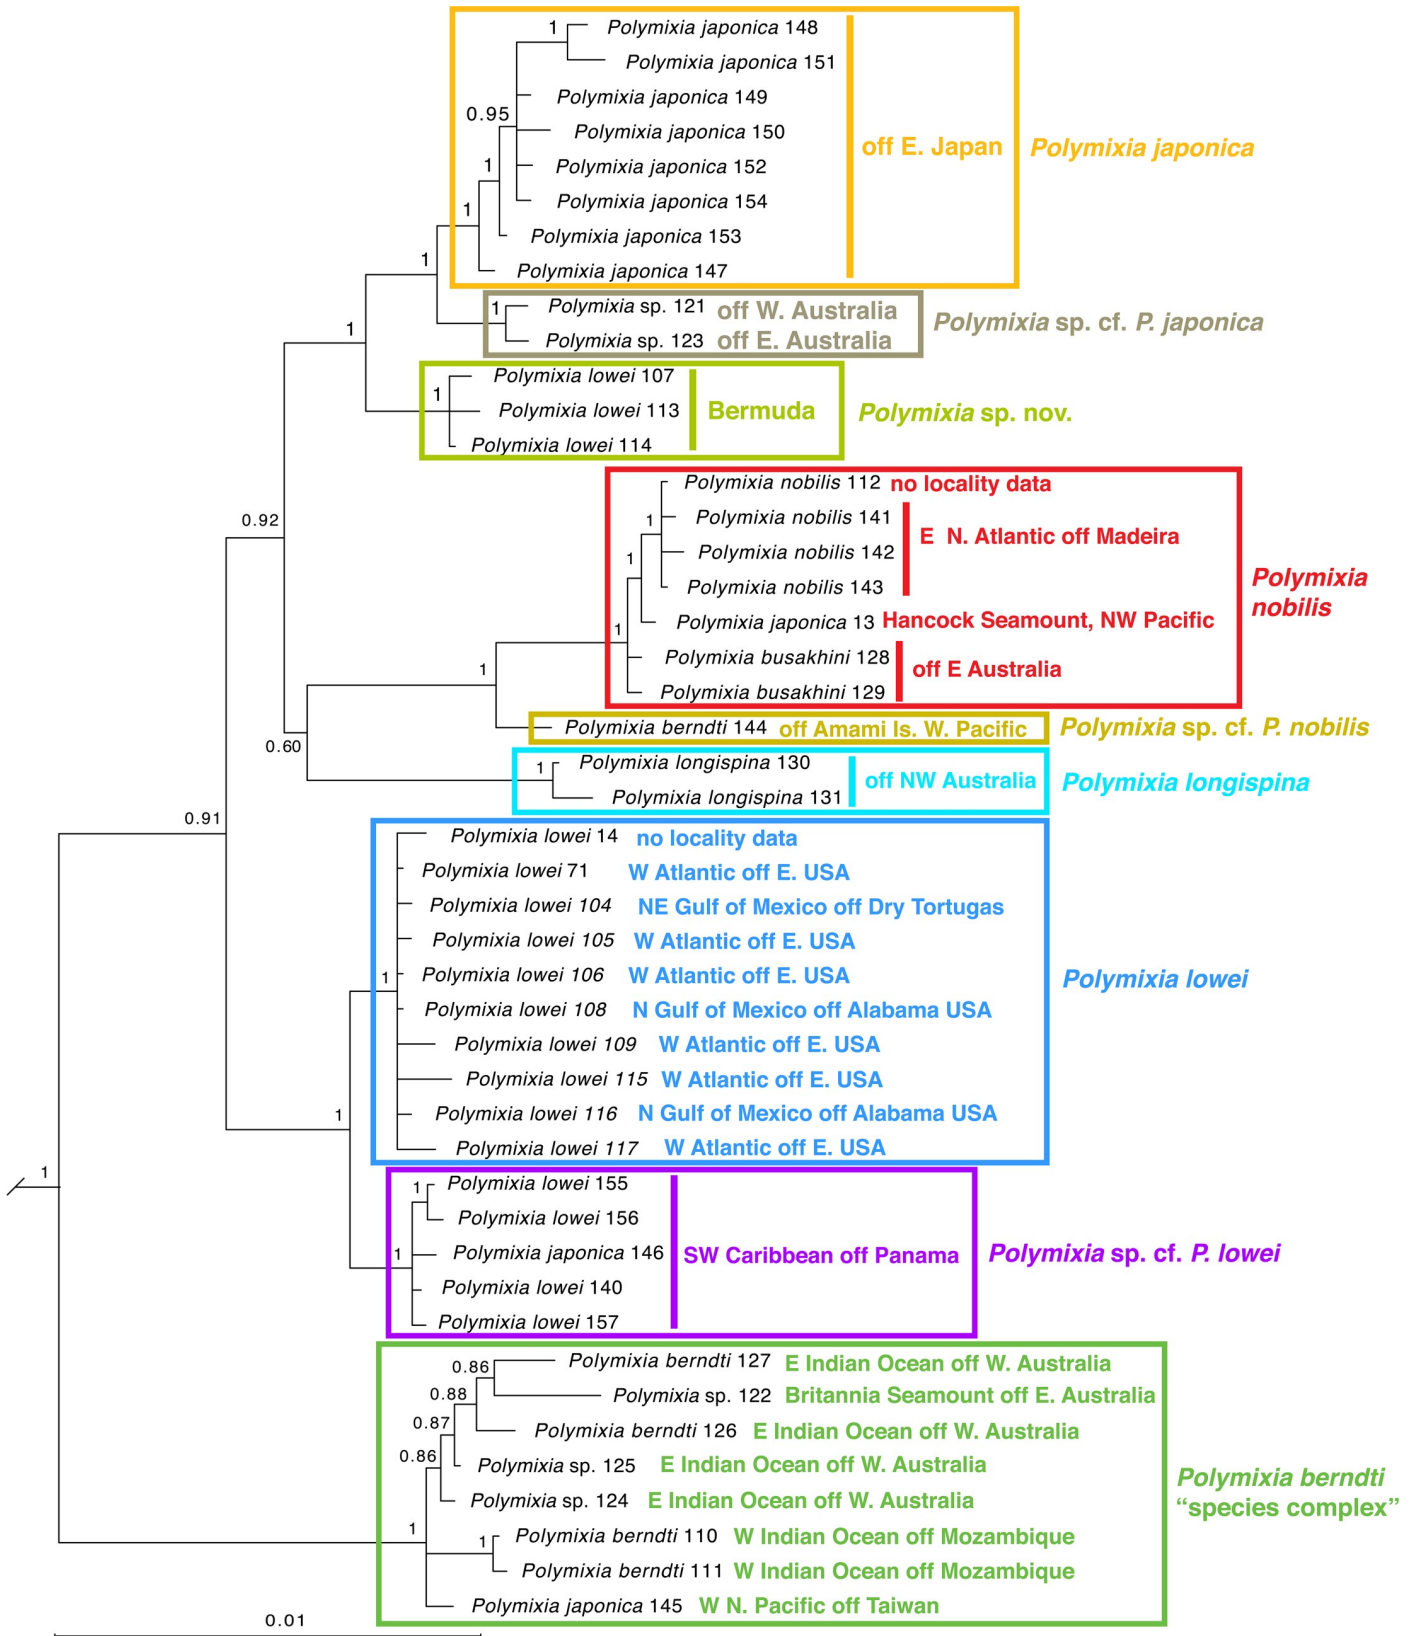 1
Polymixia japonica 148
Polymixia japonica 151
Polymixia japonica 149
0.95
Polymixia japonica 150
off E. Japan
Polymixia japonica
1
Polymixia japonica 152
1
Polymixia japonica 154
Polymixia japonica 153
1
Polymixia japonica 147
1
Polymixia sp. 121 off W. Australia
Polymixia sp. 123 off E. Australia
Polymixia sp. cf. P. japonica
1
Polymixia lowei 107
1
Polymixia lowei 113
Bermuda
Polymixia sp. nov.
Polymixia lowei 114
Polymixia nobilis 112 no locality data
0.92
1
Polymixia nobilis 141
E N. Atlantic off Madeira
Polymixia nobilis 142
1
Polymixia nobilis 143
Polymixia
nobilis
Polymixia japonica 13 Hancock Seamount, NW Pacific
1
Polymixia busakhini 128
off E Australia
1
Polymixia busakhini 129
Polymixia berndti 144 off Amami Is. W. Pacific
Polymixia sp. cf. P. nobilis
0.60
1
Polymixia longispina 130
off NW Australia
Polymixia longispina
Polymixia longispina 131
0.91
Polymixia lowei 14 no locality data
Polymixia lowei 71 W Atlantic off E. USA
Polymixia lowei 104 NE Gulf of Mexico off Dry Tortugas
Polymixia lowei 105 W Atlantic off E. USA
1
Polymixia lowei 106 W Atlantic off E. USA
Polymixia lowei
Polymixia lowei 108 N Gulf of Mexico off Alabama USA
Polymixia lowei 109 W Atlantic off E. USA
Polymixia lowei 115 W Atlantic off E. USA
1
Polymixia lowei 116 N Gulf of Mexico off Alabama USA
Polymixia lowei 117 W Atlantic off E. USA
1
1
Polymixia lowei 155
Polymixia lowei 156
1
Polymixia japonica 146
SW Caribbean off Panama
Polymixia sp. cf. P. lowei
Polymixia lowei 140
Polymixia lowei 157
0.86
Polymixia berndti 127 E Indian Ocean off W. Australia
0.88
Polymixia sp. 122 Britannia Seamount off E. Australia
0.87
Polymixia berndti 126 E Indian Ocean off W. Australia
0.86
Polymixia sp. 125 E Indian Ocean off W. Australia
Polymixia berndti
“species complex”
Polymixia sp. 124 E Indian Ocean off W. Australia
1
1
Polymixia berndti 110 W Indian Ocean off Mozambique
Polymixia berndti 111 W Indian Ocean off Mozambique
Polymixia japonica 145 W N. Pacific off Taiwan
0.01